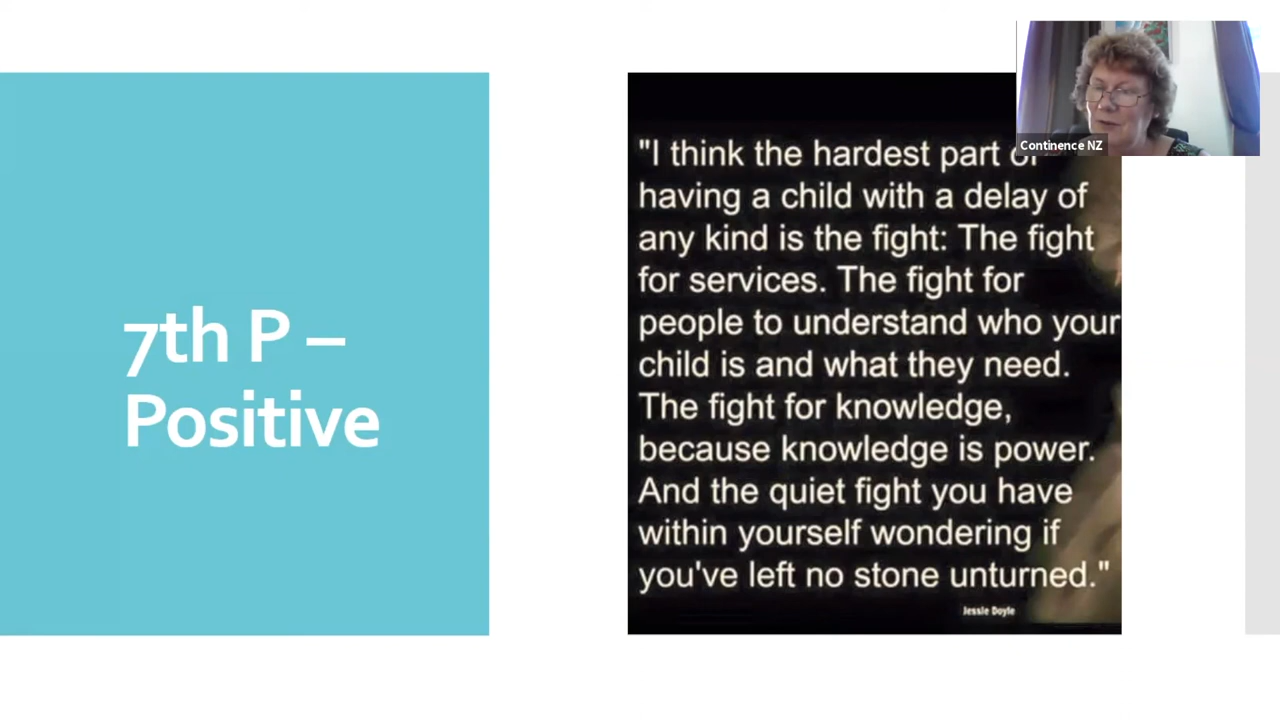 7th P –
Positive
"I think the hardest part of
having a child with a delay of
any kind is the fight: The fight
for services. The fight for
people to understand who your
child is and what they need.
The fight for knowledge,
because knowledge is power.
And the quiet fight you have
within yourself wondering if
you've left no stone unturned."
Jessie Doyle
Continence NZ